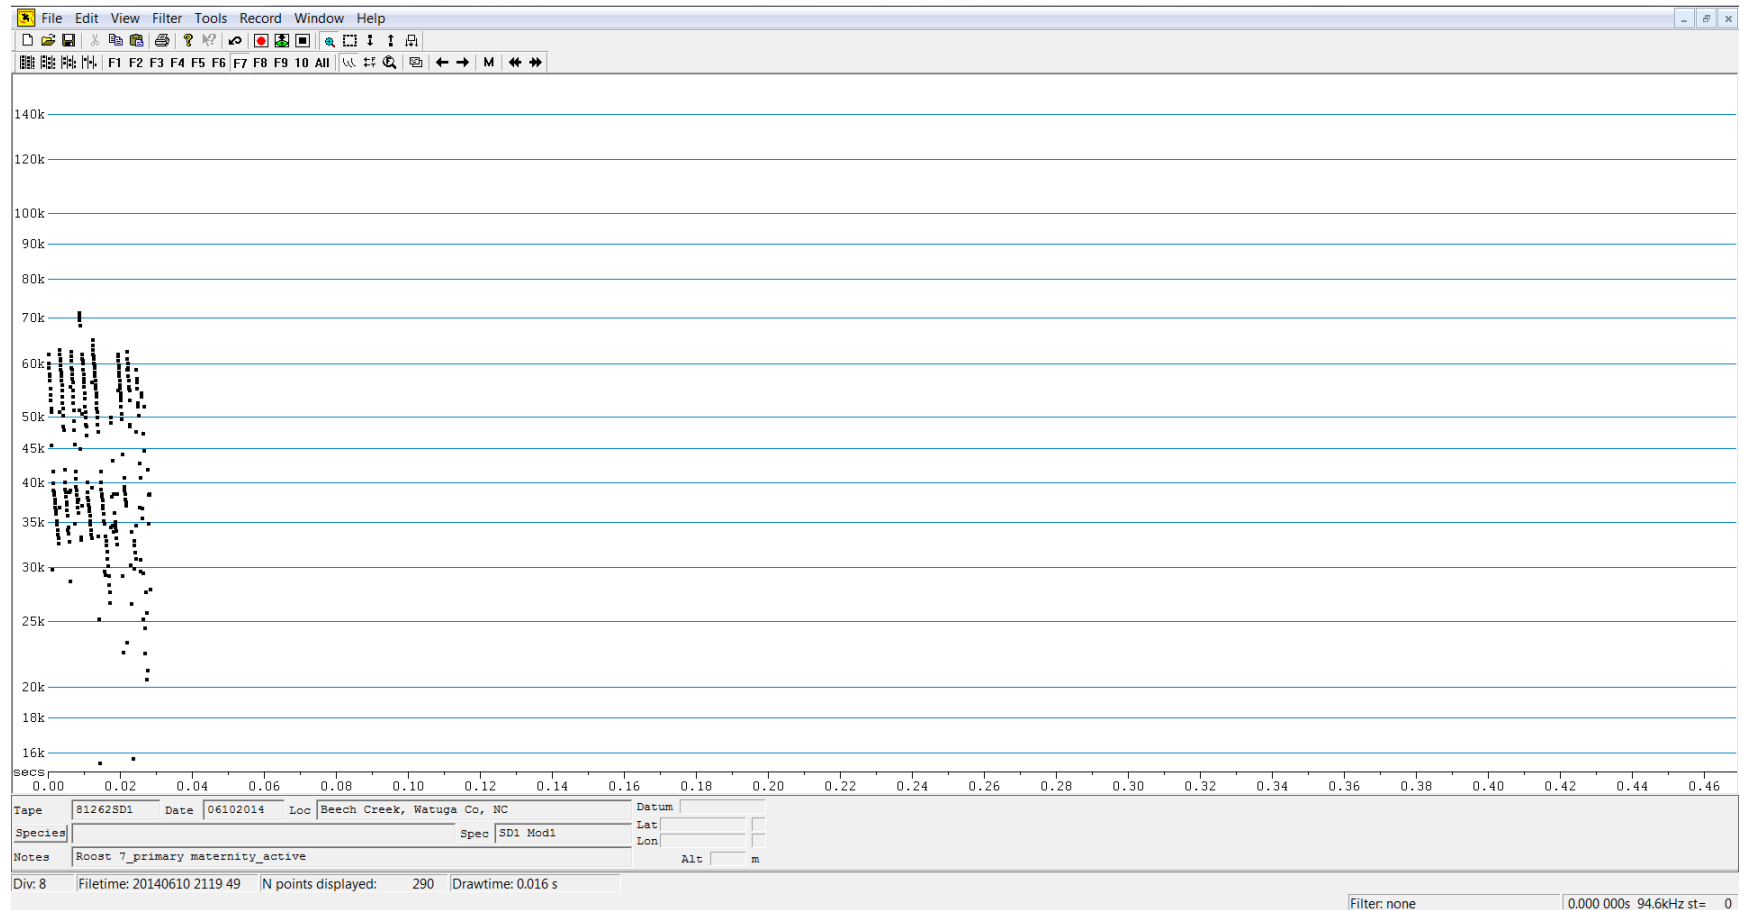 File Edit View Filter Tools Record Window Help
F1 F2 F3 F4 F5 F6 F7 F8 F9 10 All M
140k
120k
100k
90k
80k
70k
60k
50k
45k
40k
35k
30k
25k
20k
18k
16k
secs
0.00 0.02 0.04 0.06 0.08 0.10 0.12 0.14 0.16 0.18 0.20 0.22 0.24 0.26 0.28 0.30 0.32 0.34 0.36 0.38 0.40 0.42 0.44 0.46
Tape 81262SD1 Date 06102014 Loc Beech Creek, Watuga Co, NC Datum
Species Spec SD1 Mod1 Lat
Lon
Notes Roost 7_primary maternity_active Alt m
Div: 8 Filetime: 20140610 2119 49 N points displayed: 290 Drawtime: 0.016 s
Filter: none 0.000 000s 94.6kHz st= 0